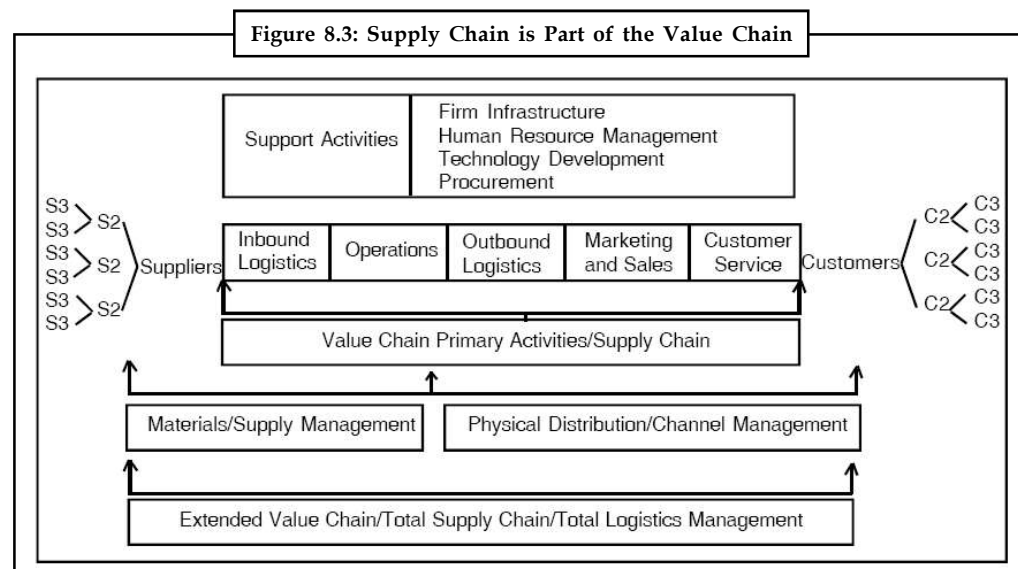 Figure 8.3: Supply Chain is Part of the Value Chain
Support Activities
Firm Infrastructure
Human Resource Management
Technology Development
Procurement
S3
S3
S3
S3
S3
S3
S2
S2
S2
Suppliers
Inbound
Logistics
Operations
Outbound
Logistics
Marketing
and Sales
Customer
Service
Customers
C2
C2
C2
C3
C3
C3
C3
C3
C3
Value Chain Primary Activities/Supply Chain
Materials/Supply Management
Physical Distribution/Channel Management
Extended Value Chain/Total Supply Chain/Total Logistics Management